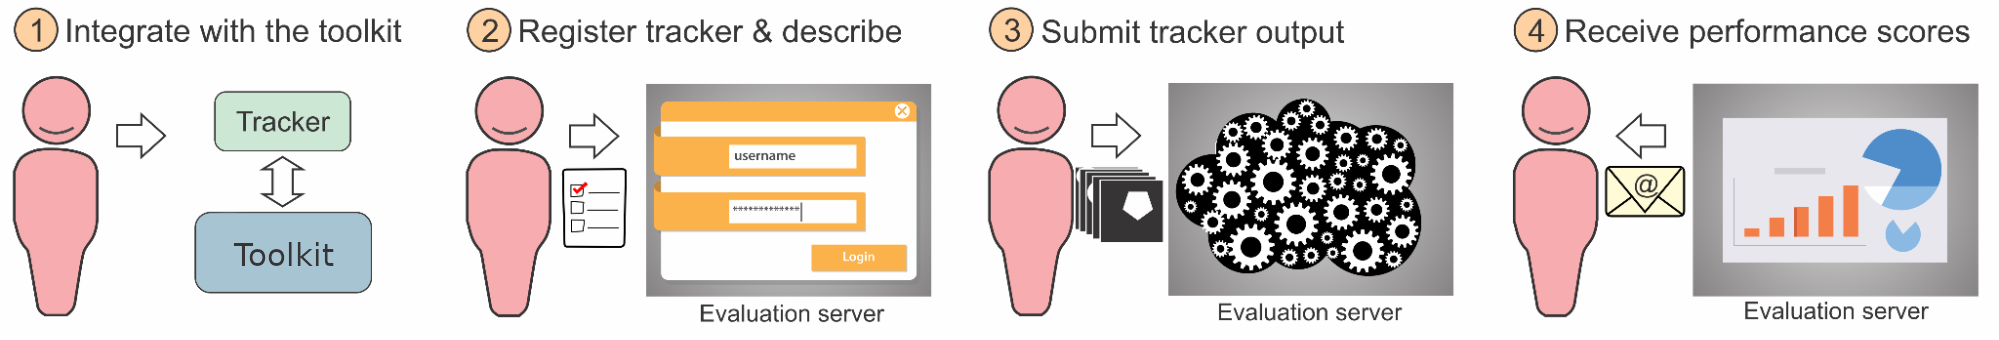 1 Integrate with the toolkit
Tracker
Toolkit
2 Register tracker & describe
username
*************
Login
Evaluation server
3 Submit tracker output
Evaluation server
4 Receive performance scores
@
Evaluation server